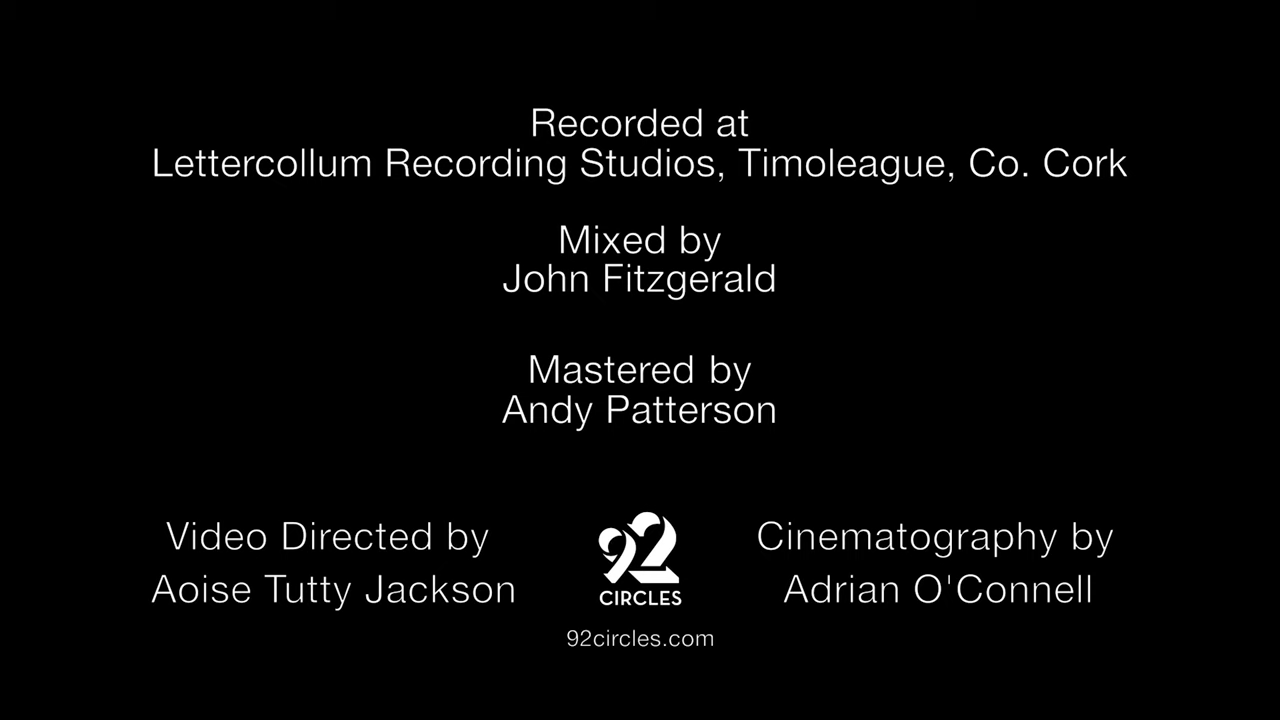 Recorded at
Lettercollum Recording Studios, Timoleague, Co. Cork
Mixed by
John Fitzgerald
Mastered by
Andy Patterson
Video Directed by
Aoise Tutty Jackson
92
CIRCLES
92circles.com
Cinematography by
Adrian O'Connell